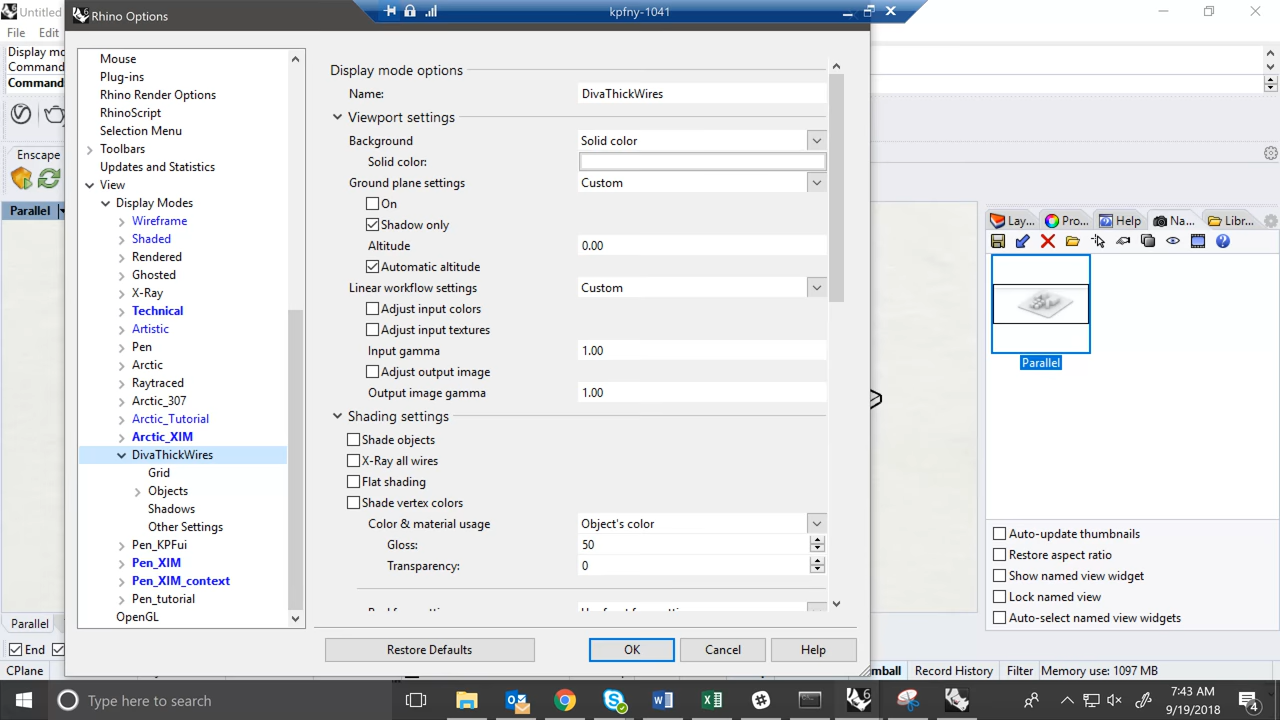 Untitled
Rhino Options
kpfny-1041
File Edit
Display mo
Command
Command
Enscape
Parallel
Mouse
Plug-ins
Rhino Render Options
RhinoScript
Selection Menu
Toolbars
Updates and Statistics
View
Display Modes
Wireframe
Shaded
Rendered
Ghosted
X-Ray
Technical
Artistic
Pen
Arctic
Raytraced
Arctic_307
Arctic_Tutorial
Arctic_XIM
DivaThickWires
Grid
Objects
Shadows
Other Settings
Pen_KPFui
Pen_XIM
Pen_XIM_context
Pen_tutorial
OpenGL
Display mode options
Name: DivaThickWires
Viewport settings
Background Solid color
Solid color:
Ground plane settings Custom
On
Shadow only
Altitude 0.00
Automatic altitude
Linear workflow settings Custom
Adjust input colors
Adjust input textures
Input gamma 1.00
Adjust output image
Output image gamma 1.00
Shading settings
Shade objects
X-Ray all wires
Flat shading
Shade vertex colors
Color & material usage Object's color
Gloss: 50
Transparency: 0
Restore Defaults OK Cancel Help
Lay... Pro... Help Na... Libr...
Parallel
Auto-update thumbnails
Restore aspect ratio
Show named view widget
Lock named view
Auto-select named view widgets
Parallel
End
CPlane
mball Record History Filter Memory use: 1097 MB
Type here to search
7:43 AM
9/19/2018
4